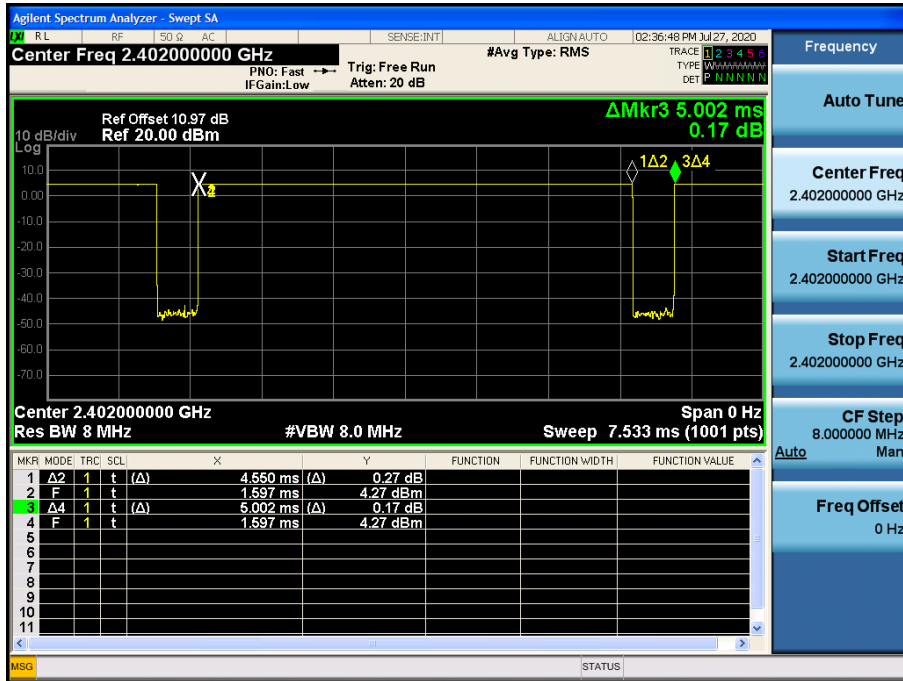 Agilent Spectrum Analyzer - Swept SA
LXI RL RF 50 Ω AC SENSE:INT ALIGN AUTO 02:36:48 PM Jul 27, 2020
Center Freq 2.402000000 GHz
#Avg Type: RMS
TRACE 1 2 3 4 5 6
TYPE W
DET P N N N N N
PNO: Fast
IFGain:Low
Trig: Free Run
Atten: 20 dB
ΔMkr3 5.002 ms
0.17 dB
Ref Offset 10.97 dB
Ref 20.00 dBm
10 dB/div
Log
10.0
0.00
-10.0
-20.0
-30.0
-40.0
-50.0
-60.0
-70.0
X 2
1Δ2 3Δ4
Center 2.402000000 GHz Span 0 Hz
Res BW 8 MHz #VBW 8.0 MHz Sweep 7.533 ms (1001 pts)
MKR MODE TRC SCL X Y FUNCTION FUNCTION WIDTH FUNCTION VALUE
1 Δ2 1 t (Δ) 4.550 ms (Δ) 0.27 dB
2 F 1 t 1.597 ms 4.27 dBm
3 Δ4 1 t (Δ) 5.002 ms (Δ) 0.17 dB
4 F 1 t 1.597 ms 4.27 dBm
5
6
7
8
9
10
11
MSG STATUS
Frequency
Auto Tune
Center Freq
2.402000000 GHz
Start Freq
2.402000000 GHz
Stop Freq
2.402000000 GHz
CF Step
8.000000 MHz
Auto Man
Freq Offset
0 Hz